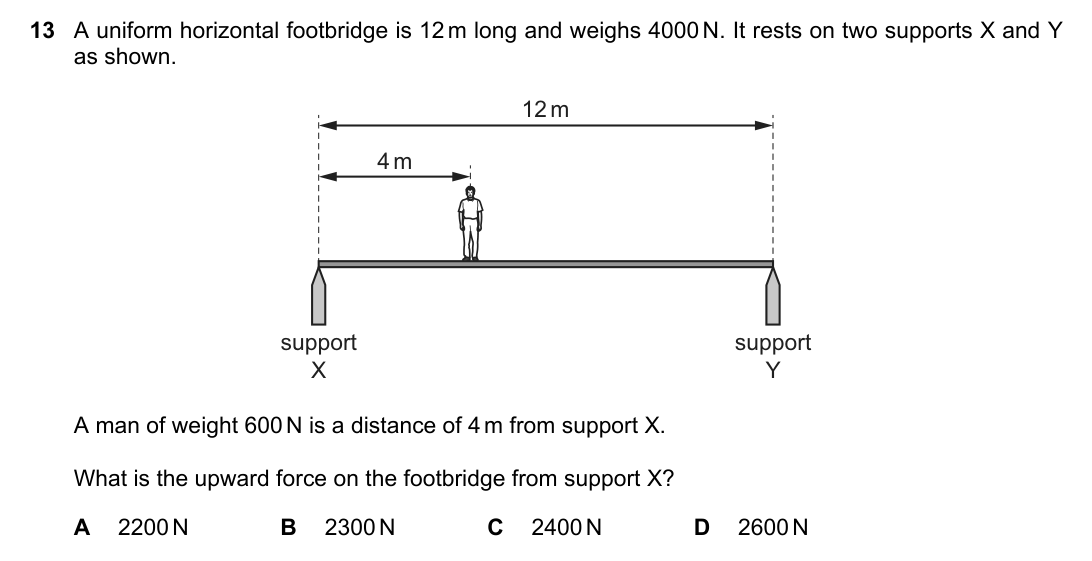 13 A uniform horizontal footbridge is 12 m long and weighs 4000 N. It rests on two supports X and Y
as shown.
12 m
4 m
support
X
support
Y
A man of weight 600 N is a distance of 4 m from support X.
What is the upward force on the footbridge from support X?
A 2200 N B 2300 N C 2400 N D 2600 N